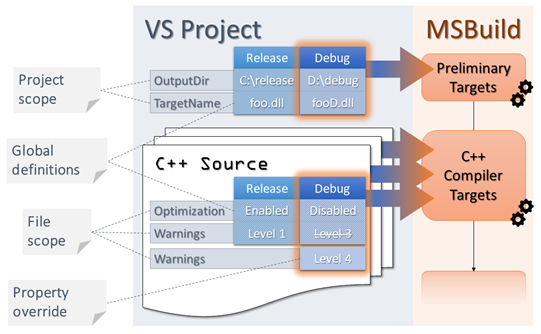 VS Project
MSBuild
Release Debug
OutputDir C:\release D:\debug
TargetName foo.dll fooD.dll
Preliminary
Targets
Project
scope
Global
definitions
C++ Source
Release Debug
Optimization Enabled Disabled
Warnings Level 1 Level 3
Warnings Level 4
C++
Compiler
Targets
File
scope
Property
override